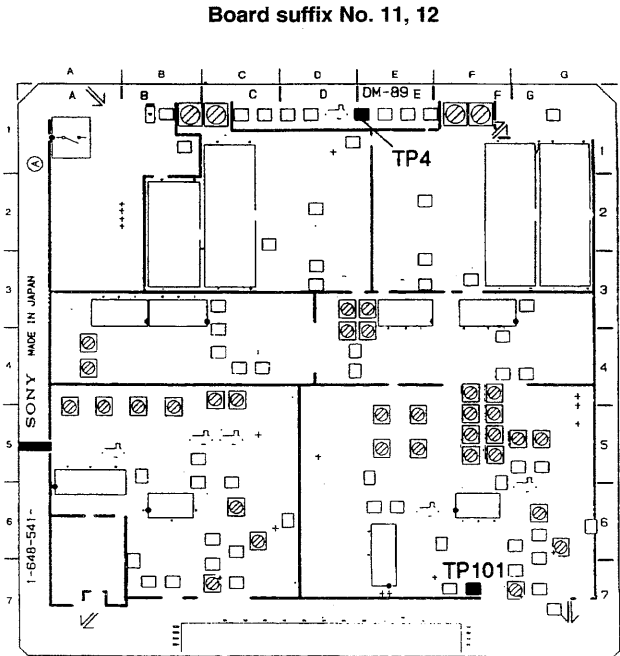 Board suffix No. 11, 12
A B C D E F G
A B C D DM-89 E F G
TP4
1 1
2 2
3 3
4 4
5 5
6 6
7 7
A
SONY MADE IN JAPAN
1-648-541-
TP101